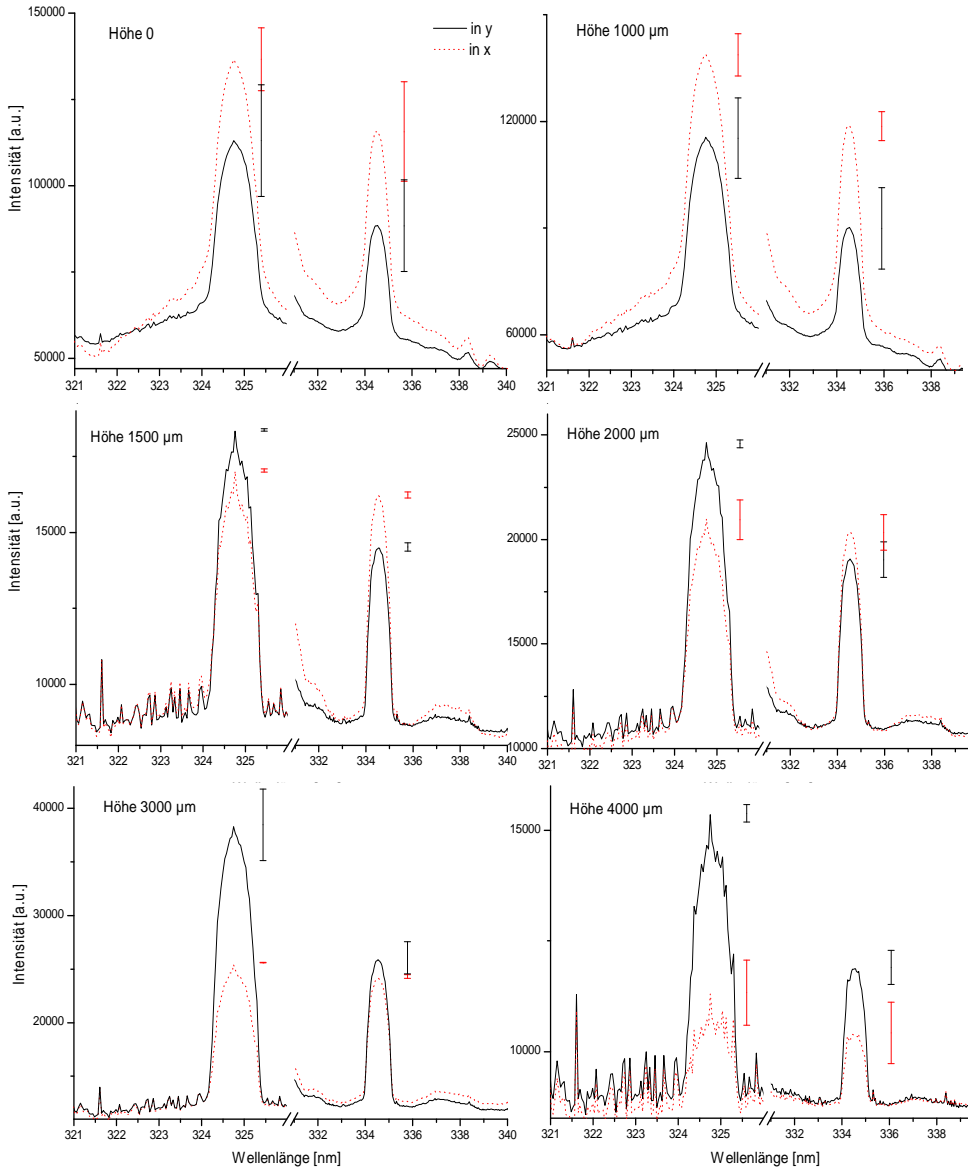 Höhe 0
in y
in x
Höhe 1000 µm
Intensität [a.u.]
150000
100000
50000
120000
60000
321 322 323 324 325 332 334 336 338 340
321 322 323 324 325 332 334 336 338
Höhe 1500 µm
Höhe 2000 µm
Intensität [a.u.]
15000
10000
25000
20000
15000
10000
321 322 323 324 325 332 334 336 338 340
321 322 323 324 325 332 334 336 338
Höhe 3000 µm
Höhe 4000 µm
Intensität [a.u.]
40000
30000
20000
15000
10000
321 322 323 324 325 332 334 336 338 340
321 322 323 324 325 332 334 336 338
Wellenlänge [nm]
Wellenlänge [nm]